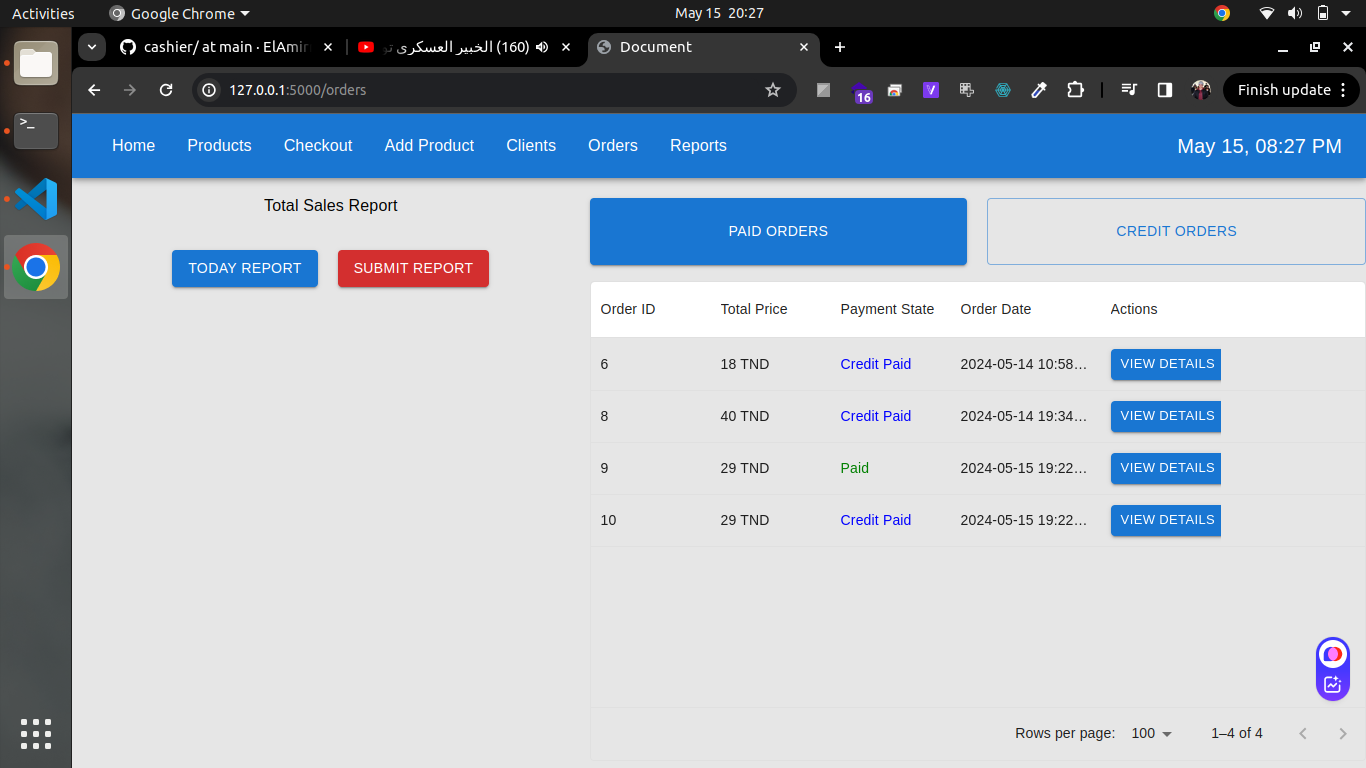 Activities
Google Chrome
May 15 20:27
cashier/ at main · ElAmir
(160) الخبير العسكري تو
Document
16
V
127.0.0.1:5000/orders
Finish update
>_
Home
Products
Checkout
Add Product
Clients
Orders
Reports
May 15, 08:27 PM
Total Sales Report
TODAY REPORT
SUBMIT REPORT
PAID ORDERS
CREDIT ORDERS
Order ID Total Price Payment State Order Date Actions
6 18 TND Credit Paid 2024-05-14 10:58… VIEW DETAILS
8 40 TND Credit Paid 2024-05-14 19:34… VIEW DETAILS
9 29 TND Paid 2024-05-15 19:22… VIEW DETAILS
10 29 TND Credit Paid 2024-05-15 19:22… VIEW DETAILS
Rows per page: 100 1–4 of 4